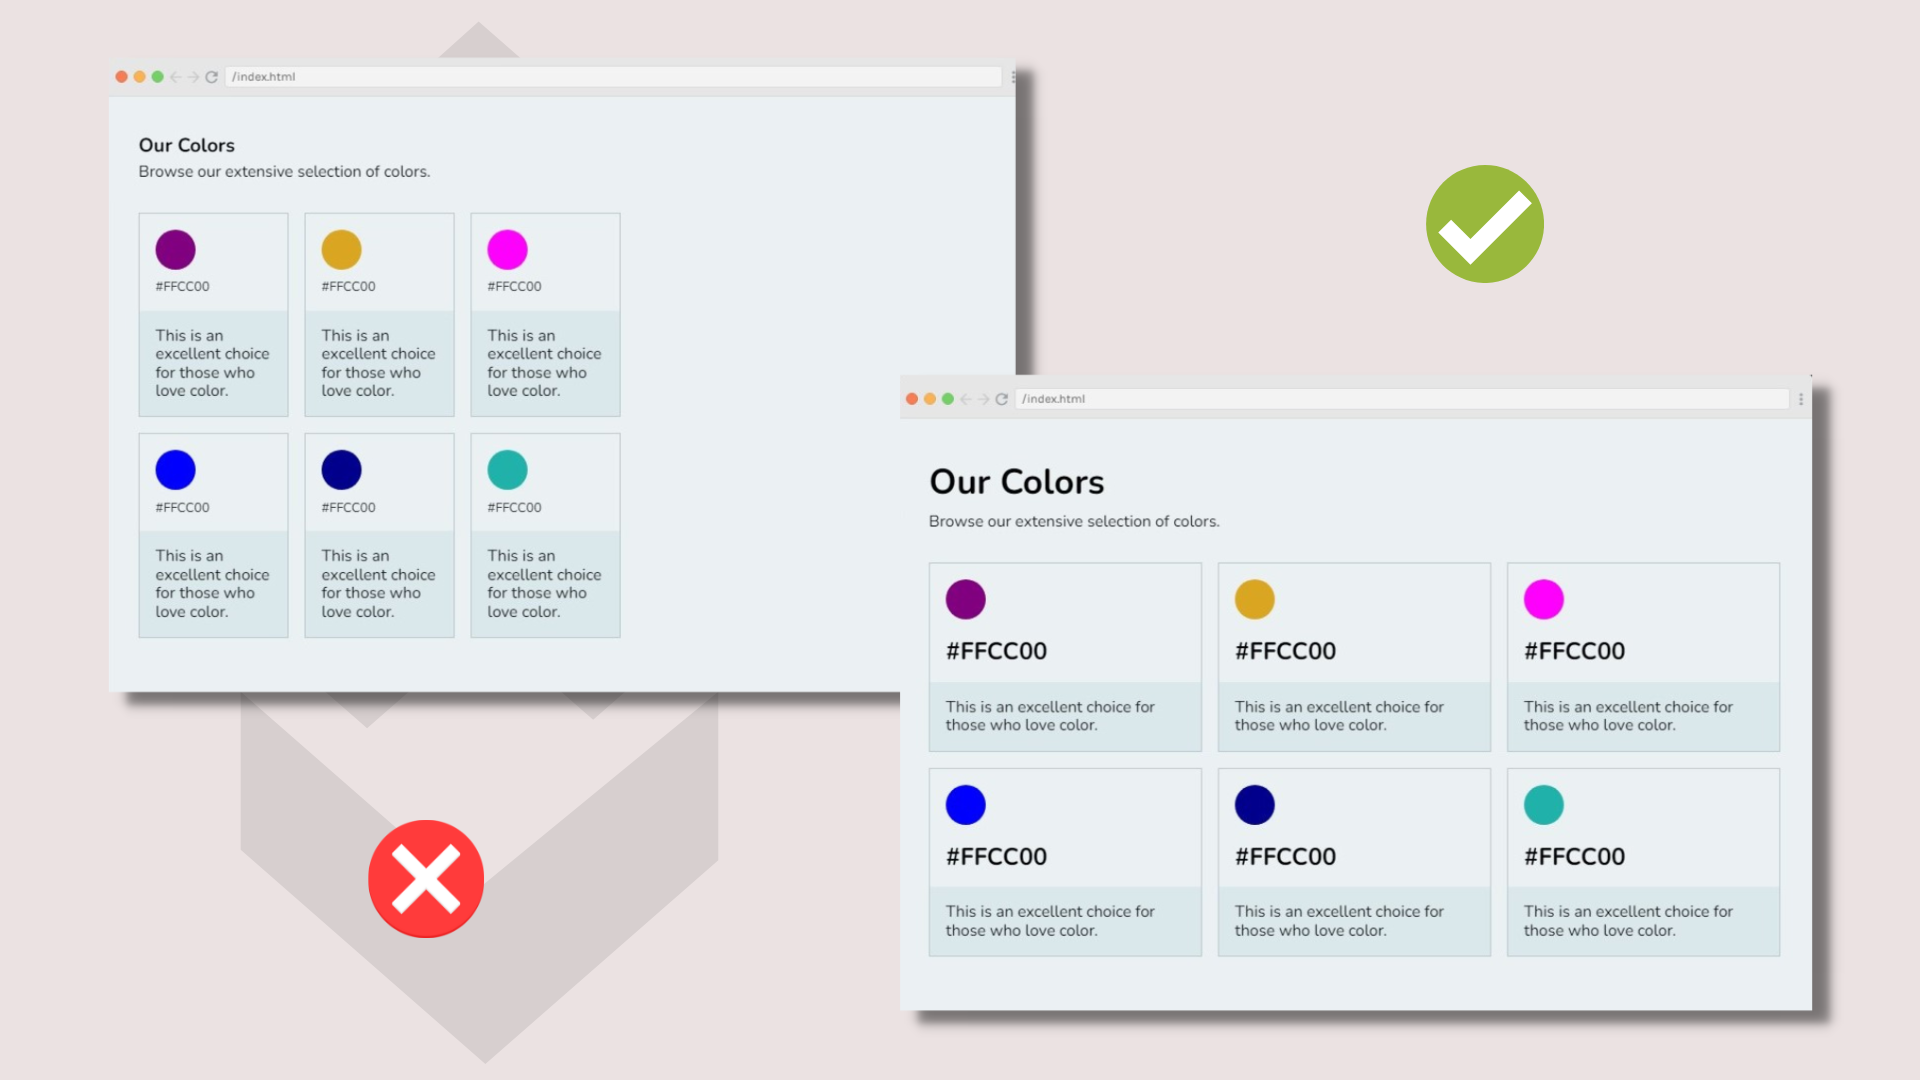 /index.html
Our Colors
Browse our extensive selection of colors.
#FFCC00
#FFCC00
#FFCC00
This is an
excellent choice
for those who
love color.
This is an
excellent choice
for those who
love color.
This is an
excellent choice
for those who
love color.
#FFCC00
#FFCC00
#FFCC00
This is an
excellent choice
for those who
love color.
This is an
excellent choice
for those who
love color.
This is an
excellent choice
for those who
love color.
/index.html
Our Colors
Browse our extensive selection of colors.
#FFCC00
#FFCC00
#FFCC00
This is an excellent choice for
those who love color.
This is an excellent choice for
those who love color.
This is an excellent choice for
those who love color.
#FFCC00
#FFCC00
#FFCC00
This is an excellent choice for
those who love color.
This is an excellent choice for
those who love color.
This is an excellent choice for
those who love color.